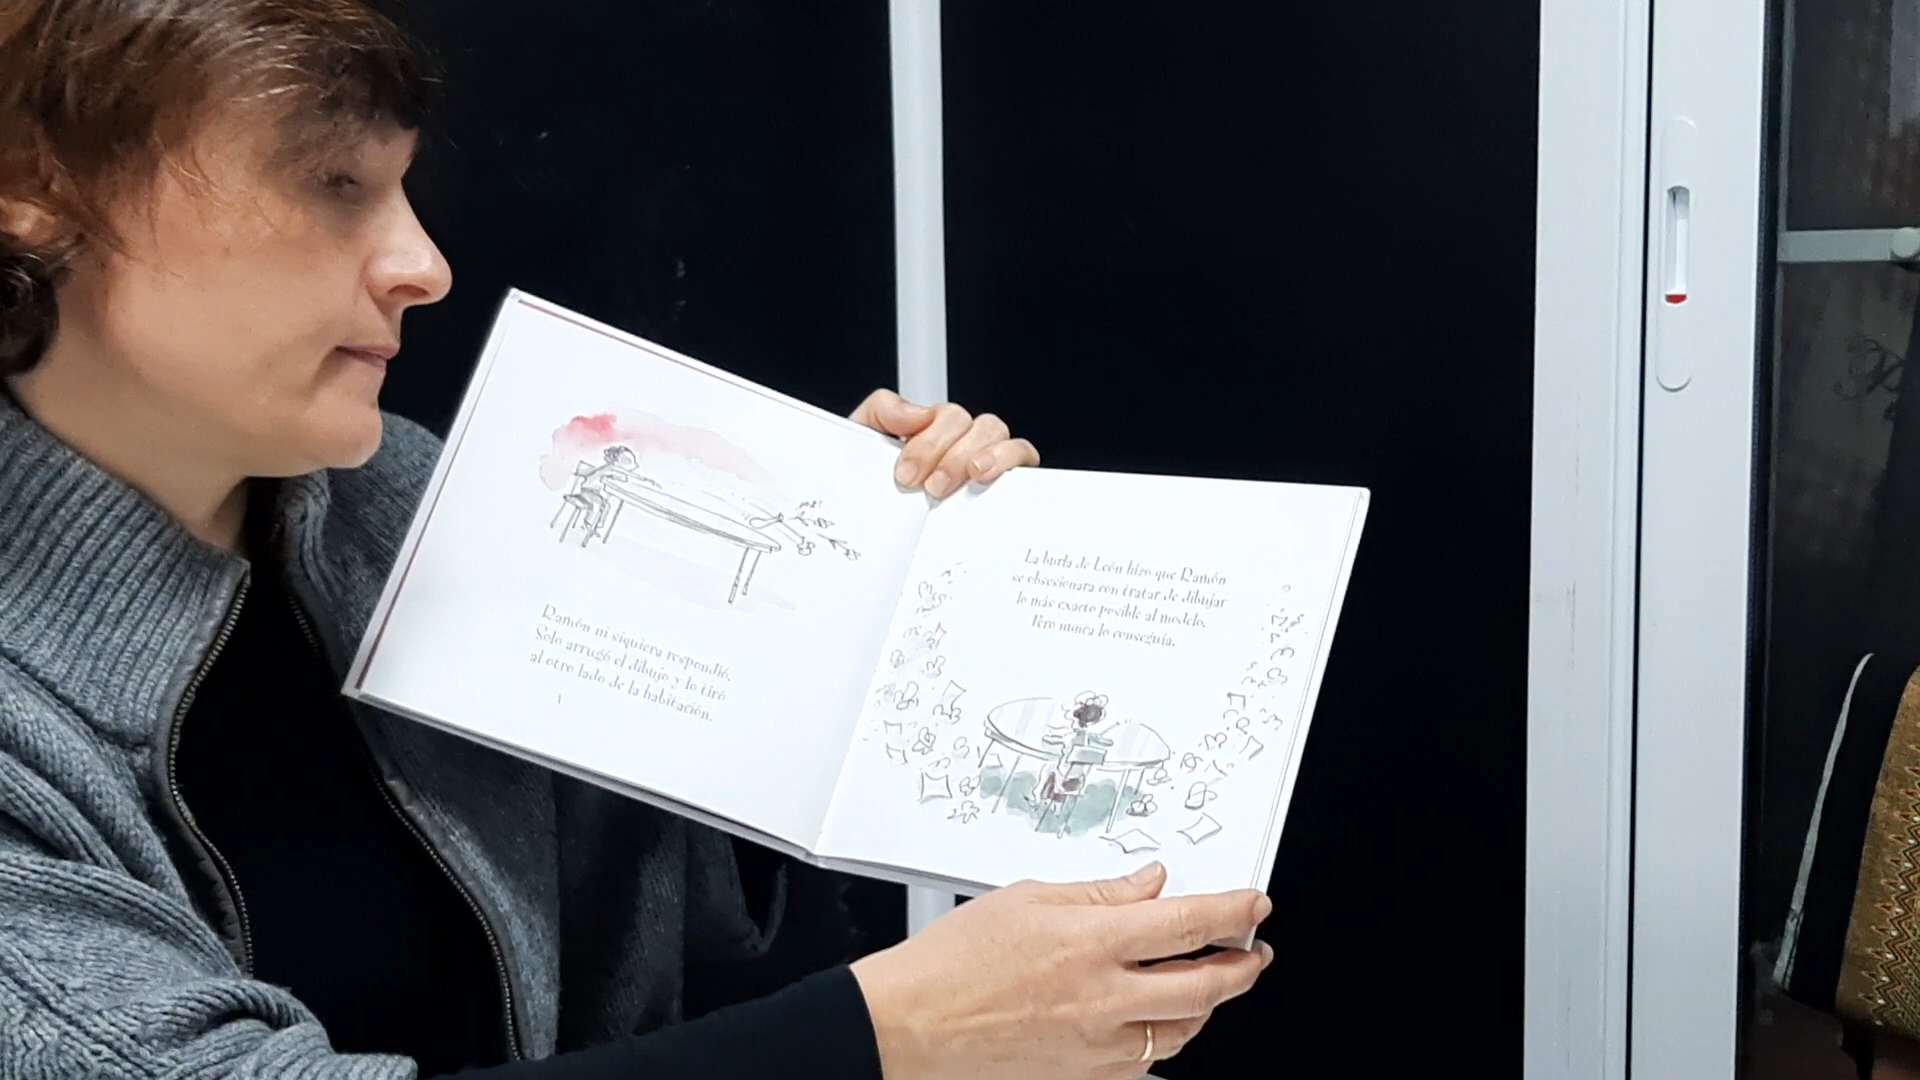 Ramón ni siquiera respondió.
Solo arrugó el dibujo y lo tiró
al otro lado de la habitación.
La burla de León hizo que Ramón
se obsesionara con tratar de dibujar
lo más exacto posible al modelo.
Pero nunca lo conseguía.